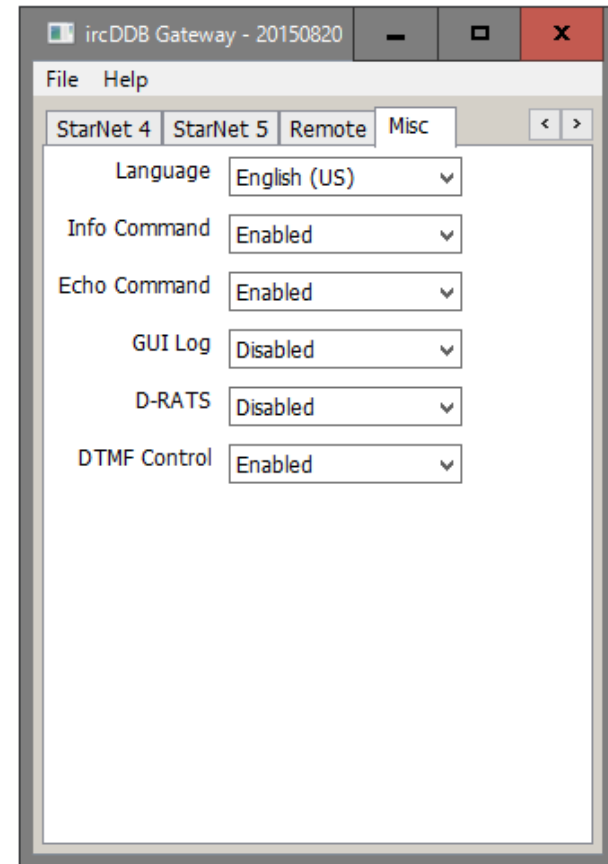 ircDDB Gateway - 20150820
File Help
StarNet 4 StarNet 5 Remote Misc
Language English (US)
Info Command Enabled
Echo Command Enabled
GUI Log Disabled
D-RATS Disabled
DTMF Control Enabled